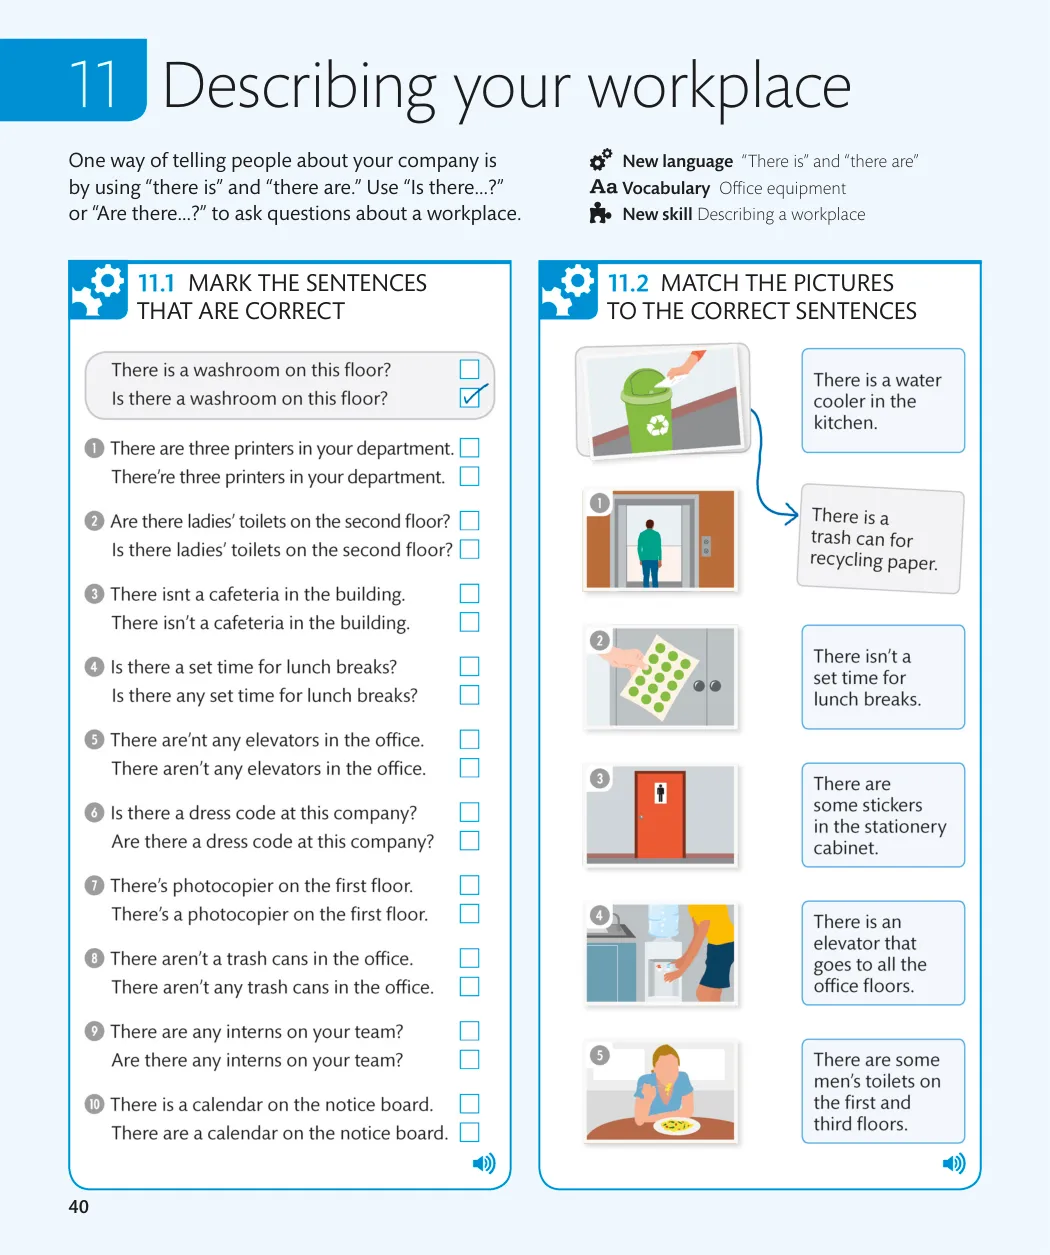 11 Describing your workplace
One way of telling people about your company is
by using “there is” and “there are.” Use “Is there...?”
or “Are there...?” to ask questions about a workplace.
New language “There is” and “there are”
Aa Vocabulary Office equipment
New skill Describing a workplace
11.1 MARK THE SENTENCES
THAT ARE CORRECT
There is a washroom on this floor?
Is there a washroom on this floor?
1 There are three printers in your department.
There’re three printers in your department.
2 Are there ladies’ toilets on the second floor?
Is there ladies’ toilets on the second floor?
3 There isnt a cafeteria in the building.
There isn’t a cafeteria in the building.
4 Is there a set time for lunch breaks?
Is there any set time for lunch breaks?
5 There are’nt any elevators in the office.
There aren’t any elevators in the office.
6 Is there a dress code at this company?
Are there a dress code at this company?
7 There’s photocopier on the first floor.
There’s a photocopier on the first floor.
8 There aren’t a trash cans in the office.
There aren’t any trash cans in the office.
9 There are any interns on your team?
Are there any interns on your team?
10 There is a calendar on the notice board.
There are a calendar on the notice board.
11.2 MATCH THE PICTURES
TO THE CORRECT SENTENCES
There is a water
cooler in the
kitchen.
1
There is a
trash can for
recycling paper.
2
There isn’t a
set time for
lunch breaks.
3
There are
some stickers
in the stationery
cabinet.
4
There is an
elevator that
goes to all the
office floors.
5
There are some
men’s toilets on
the first and
third floors.
40